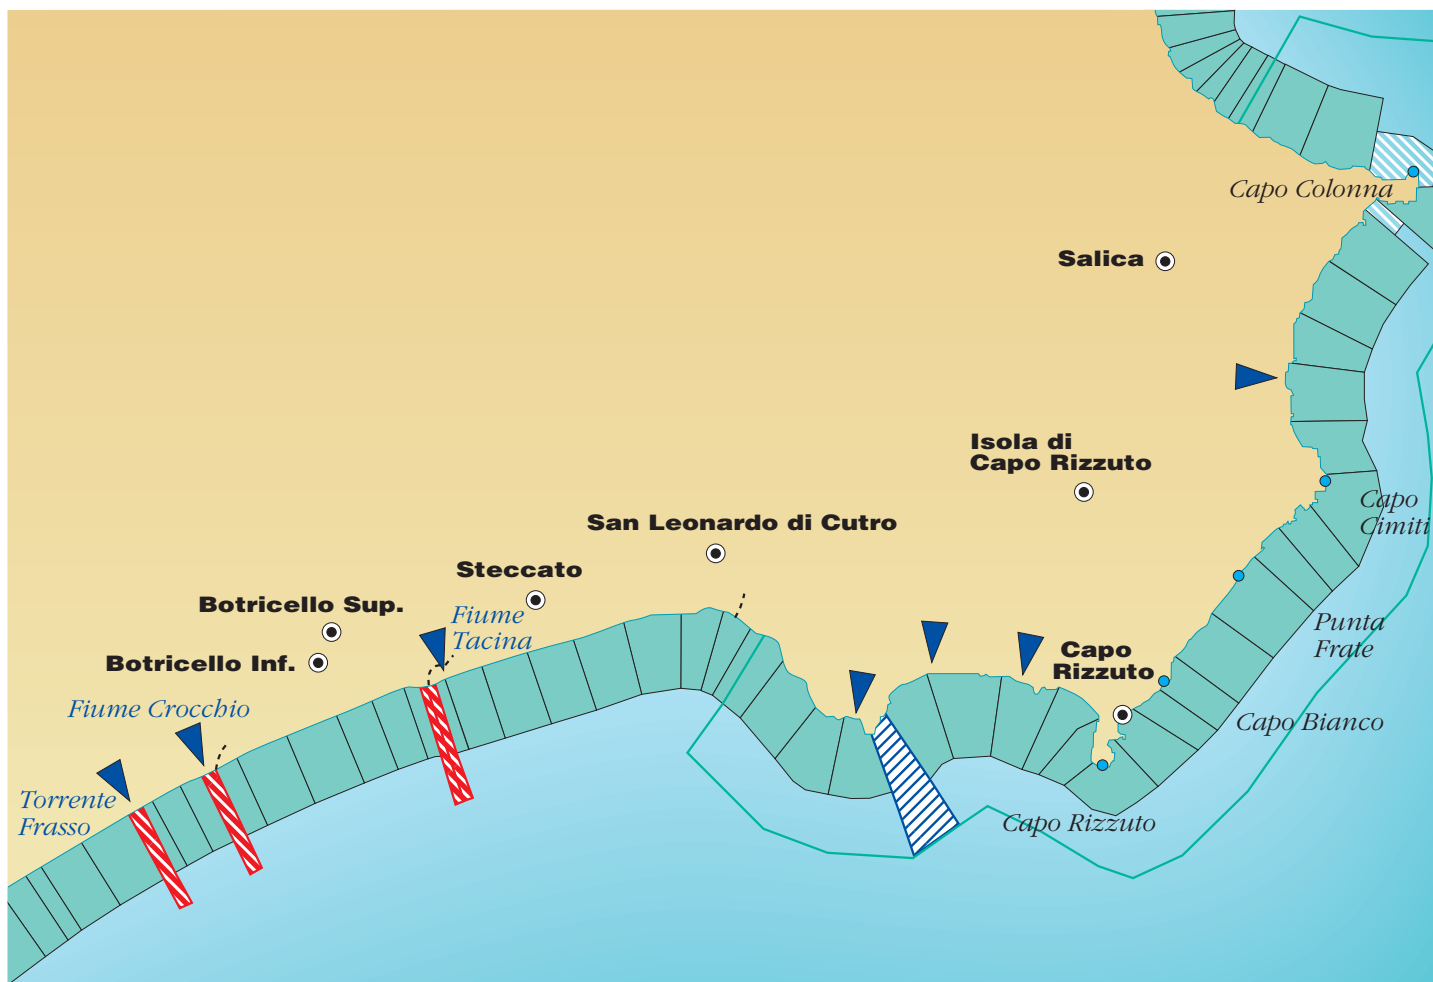 Capo Colonna
Salica
Isola di
Capo Rizzuto
Capo
Cimiti
San Leonardo di Cutro
Steccato
Botricello Sup.
Fiume
Tacina
Botricello Inf.
Punta
Frate
Capo
Rizzuto
Fiume Crocchio
Capo Bianco
Torrente
Frasso
Capo Rizzuto